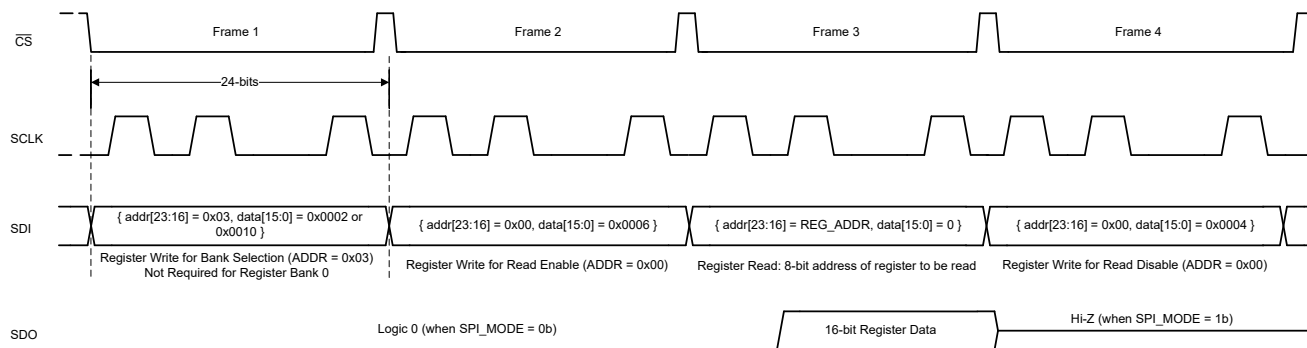 CS
Frame 1
Frame 2
Frame 3
Frame 4
24-bits
SCLK
SDI
{ addr[23:16] = 0x03, data[15:0] = 0x0002 or
0x0010 }
{ addr[23:16] = 0x00, data[15:0] = 0x0006 }
{ addr[23:16] = REG_ADDR, data[15:0] = 0 }
{ addr[23:16] = 0x00, data[15:0] = 0x0004 }
Register Write for Bank Selection (ADDR = 0x03)
Not Required for Register Bank 0
Register Write for Read Enable (ADDR = 0x00)
Register Read: 8-bit address of register to be read
Register Write for Read Disable (ADDR = 0x00)
SDO
Logic 0 (when SPI_MODE = 0b)
16-bit Register Data
Hi-Z (when SPI_MODE = 1b)